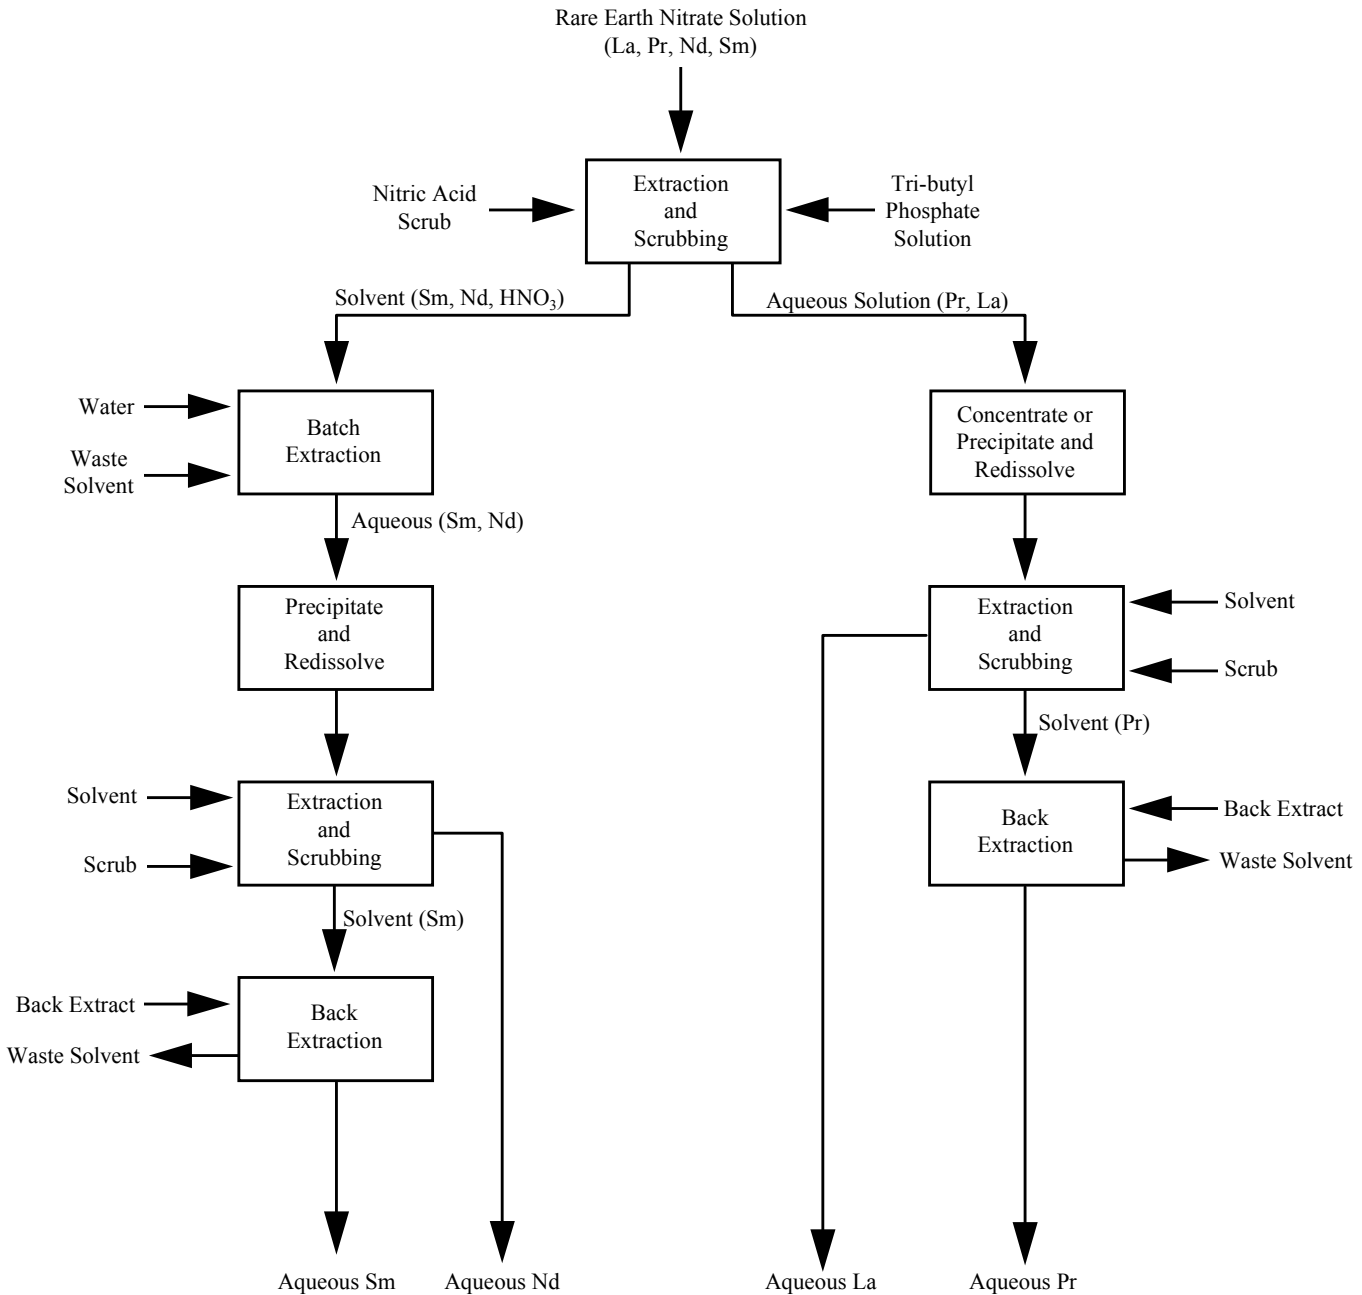 Rare Earth Nitrate Solution
(La, Pr, Nd, Sm)
Nitric Acid
Scrub
Extraction
and
Scrubbing
Tri-butyl
Phosphate
Solution
Solvent (Sm, Nd, HNO₃)
Aqueous Solution (Pr, La)
Water
Waste
Solvent
Batch
Extraction
Concentrate or
Precipitate and
Redissolve
Aqueous (Sm, Nd)
Precipitate
and
Redissolve
Extraction
and
Scrubbing
Solvent
Scrub
Solvent (Pr)
Solvent
Scrub
Extraction
and
Scrubbing
Back
Extraction
Back Extract
Waste Solvent
Solvent (Sm)
Back Extract
Waste Solvent
Back
Extraction
Aqueous Sm
Aqueous Nd
Aqueous La
Aqueous Pr